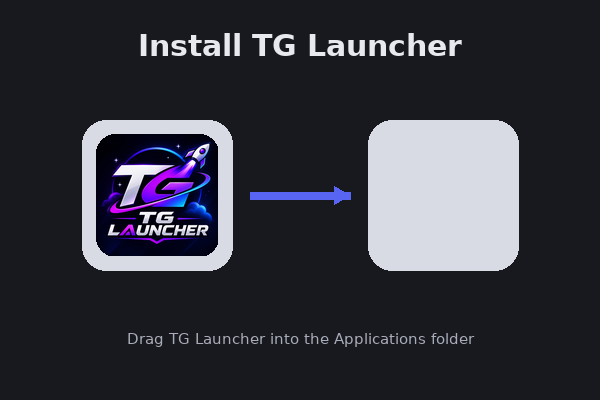 Install TG Launcher
TG
TG
LAUNCHER
Drag TG Launcher into the Applications folder